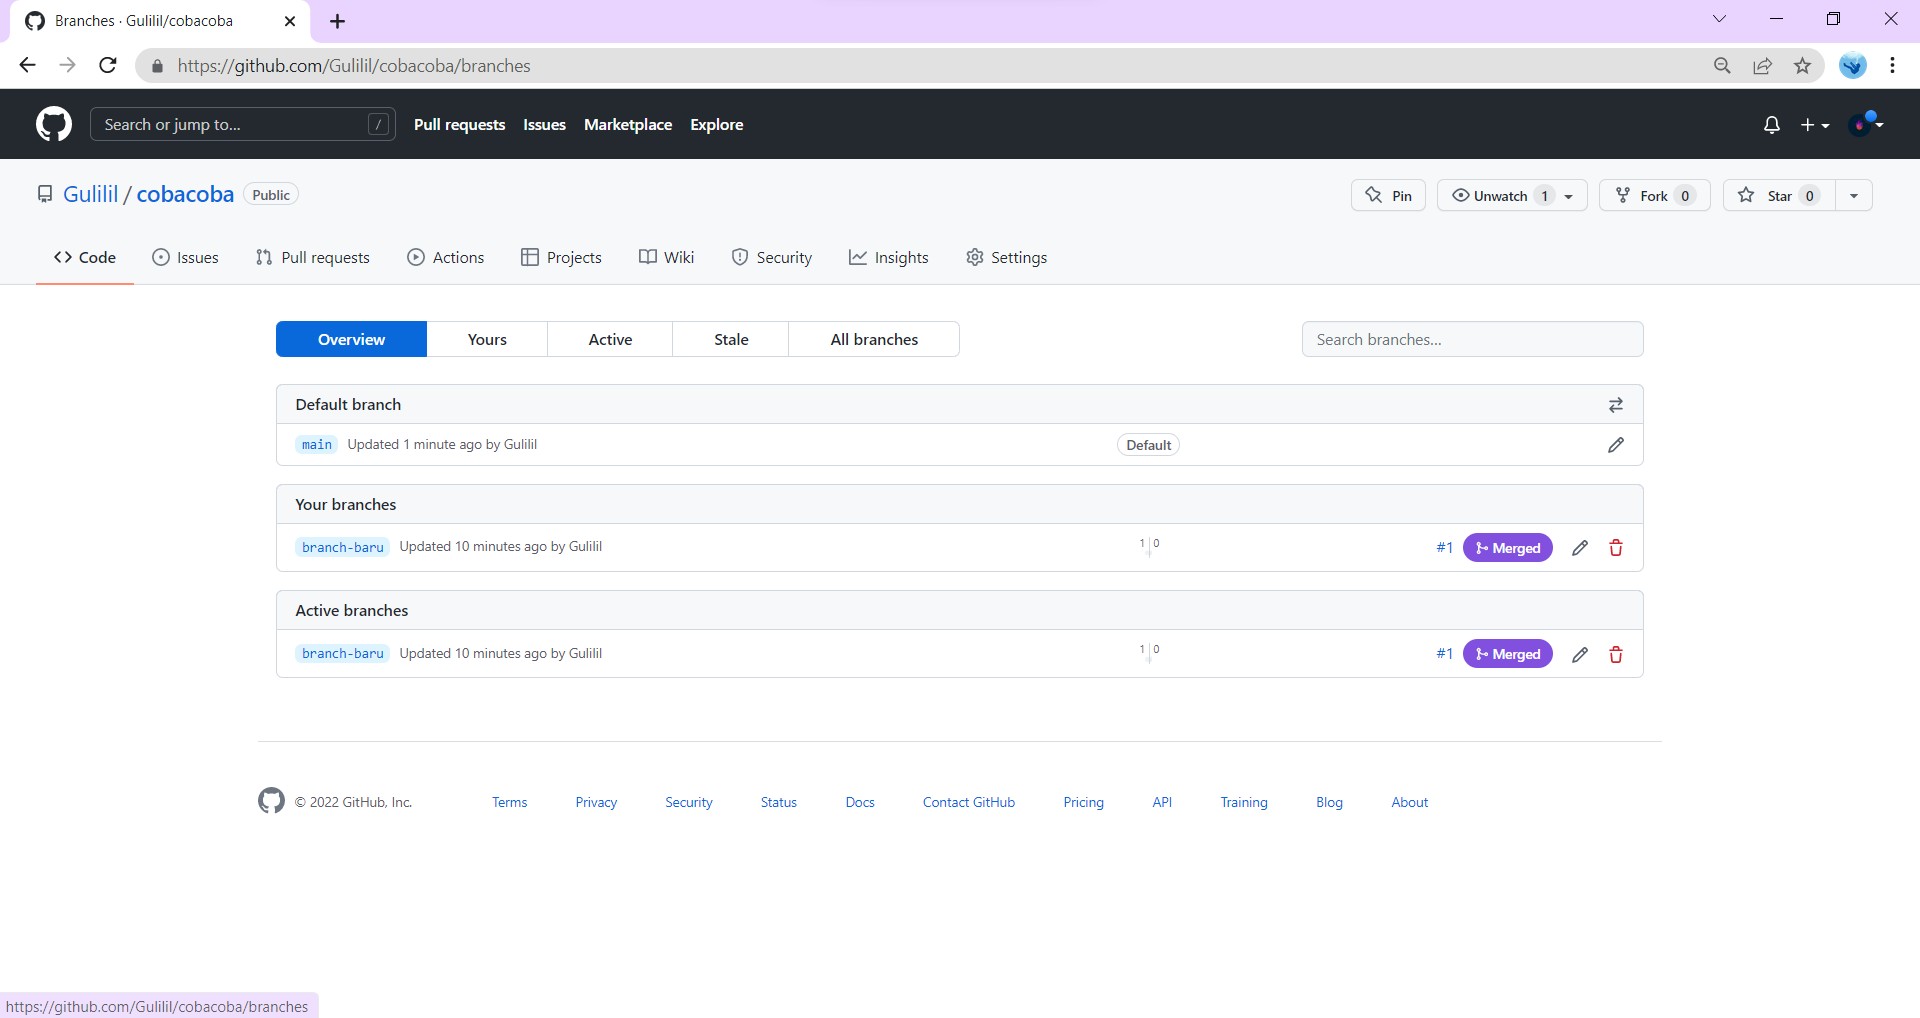 Branches · Gulilil/cobacoba
https://github.com/Gulilil/cobacoba/branches
Search or jump to... / Pull requests Issues Marketplace Explore
Gulilil / cobacoba Public Pin Unwatch 1 Fork 0 Star 0
Code Issues Pull requests Actions Projects Wiki Security Insights Settings
Overview Yours Active Stale All branches Search branches...
Default branch
main Updated 1 minute ago by Gulilil Default
Your branches
branch-baru Updated 10 minutes ago by Gulilil 1 0 #1 Merged
Active branches
branch-baru Updated 10 minutes ago by Gulilil 1 0 #1 Merged
© 2022 GitHub, Inc. Terms Privacy Security Status Docs Contact GitHub Pricing API Training Blog About
https://github.com/Gulilil/cobacoba/branches